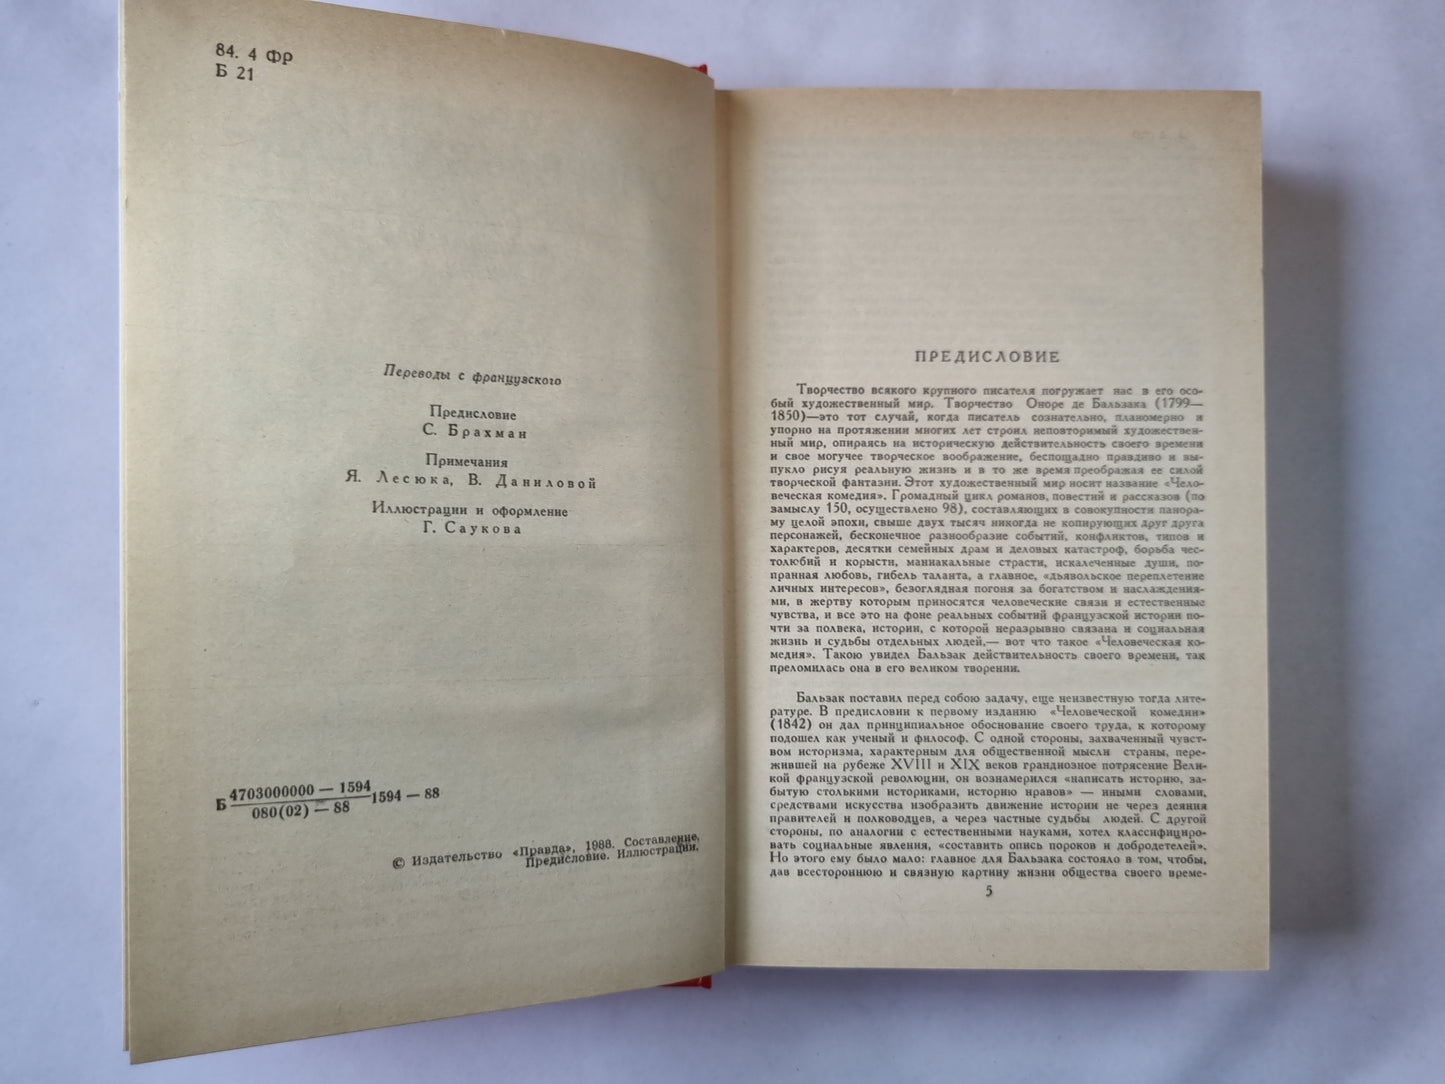 84. 4 Фр
Б 21
Переводы с французского
Предисловие
С. Брахман
Примечания
Я. Лесюка, В. Даниловой
Иллюстрации и оформление
Г. Саукова
Б 4703000000 — 1594 1594 — 88
080(02) — 88
© Издательство «Правда», 1988. Составление.
Предисловие. Иллюстрации.
ПРЕДИСЛОВИЕ
Творчество всякого крупного писателя погружает нас в его осо-
бый художественный мир. Творчество Оноре де Бальзака (1799—
1850)—это тот случай, когда писатель сознательно, планомерно и
упорно на протяжении многих лет строил неповторимый художествен-
ный мир, опираясь на историческую действительность своего времени
и свое могучее творческое воображение, беспощадно правдиво и вы-
пукло рисуя реальную жизнь и в то же время преображая ее силой
творческой фантазии. Этот художественный мир носит название «Чело-
веческая комедия». Громадный цикл романов, повестей и рассказов (по
замыслу 150, осуществлено 98), составляющих в совокупности панора-
му целой эпохи, свыше двух тысяч никогда не копирующих друг друга
персонажей, бесконечное разнообразие событий, конфликтов, типов и
характеров, десятки семейных драм и деловых катастроф, борьба чес-
толюбий и корысти, маниакальные страсти, искалеченные души, по-
пранная любовь, гибель таланта, а главное, «дьявольское переплетение
личных интересов», безоглядная погоня за богатством и наслаждения-
ми, в жертву которым приносятся человеческие связи и естественные
чувства, и все это на фоне реальных событий французской истории по-
чти за полвека, истории, с которой неразрывно связана и социальная
жизнь и судьбы отдельных людей,— вот что такое «Человеческая ко-
медия». Такою увидел Бальзак действительность своего времени, так
преломилась она в его великом творении.
Бальзак поставил перед собою задачу, еще неизвестную тогда лите-
ратуре. В предисловии к первому изданию «Человеческой комедии»
(1842) он дал принципиальное обоснование своего труда, к которому
подошел как ученый и философ. С одной стороны, захваченный чувст-
вом историзма, характерным для общественной мысли страны, пере-
жившей на рубеже XVIII и XIX веков грандиозное потрясение Вели-
кой французской революции, он вознамерился «написать историю, за-
бытую столькими историками, историю нравов» — иными словами,
средствами искусства изобразить движение истории не через деяния
правителей и полководцев, а через частные судьбы людей. С другой
стороны, по аналогии с естественными науками, хотел классифициро-
вать социальные явления, «составить опись пороков и добродетелей».
Но этого ему было мало: главное для Бальзака состояло в том, чтобы,
дав всестороннюю и связную картину жизни общества своего време-
5